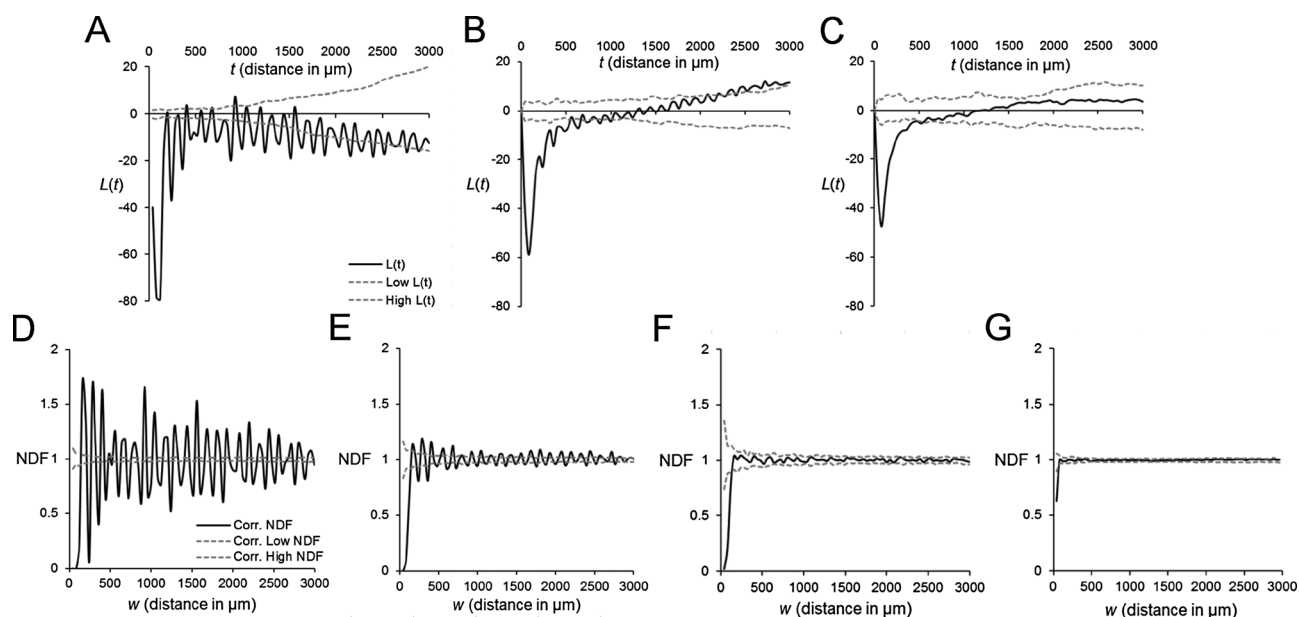 A
B
C
0 500 1000 1500 2000 2500 3000
t (distance in µm)
20
0
-20
-40
-60
-80
L(t)
L(t)
Low L(t)
High L(t)
0 500 1000 1500 2000 2500 3000
t (distance in µm)
20
0
-20
-40
-60
-80
L(t)
0 500 1000 1500 2000 2500 3000
t (distance in µm)
20
0
-20
-40
-60
-80
L(t)
D
E
F
G
2
1.5
NDF 1
0.5
0
Corr. NDF
Corr. Low NDF
Corr. High NDF
0 500 1000 1500 2000 2500 3000
w (distance in µm)
2
1.5
NDF 1
0.5
0
0 500 1000 1500 2000 2500 3000
w (distance in µm)
2
1.5
NDF 1
0.5
0
0 500 1000 1500 2000 2500 3000
w (distance in µm)
2
1.5
NDF 1
0.5
0
0 500 1000 1500 2000 2500 3000
w (distance in µm)